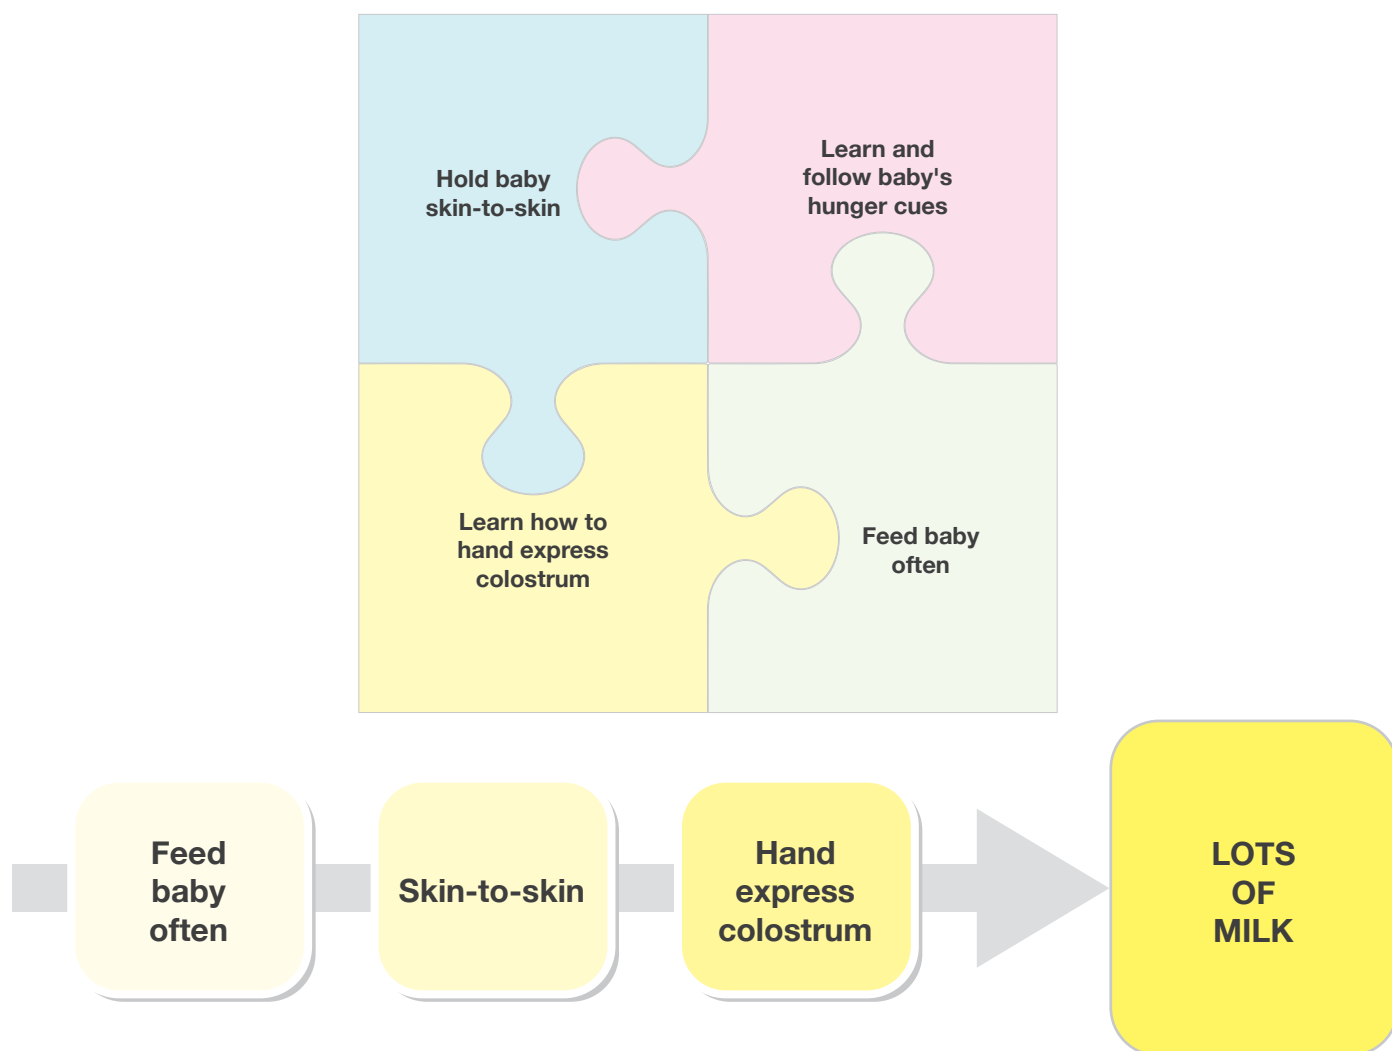 Hold baby
skin-to-skin
Learn and
follow baby's
hunger cues
Learn how to
hand express
colostrum
Feed baby
often
Feed
baby
often
Skin-to-skin
Hand
express
colostrum
LOTS
OF
MILK